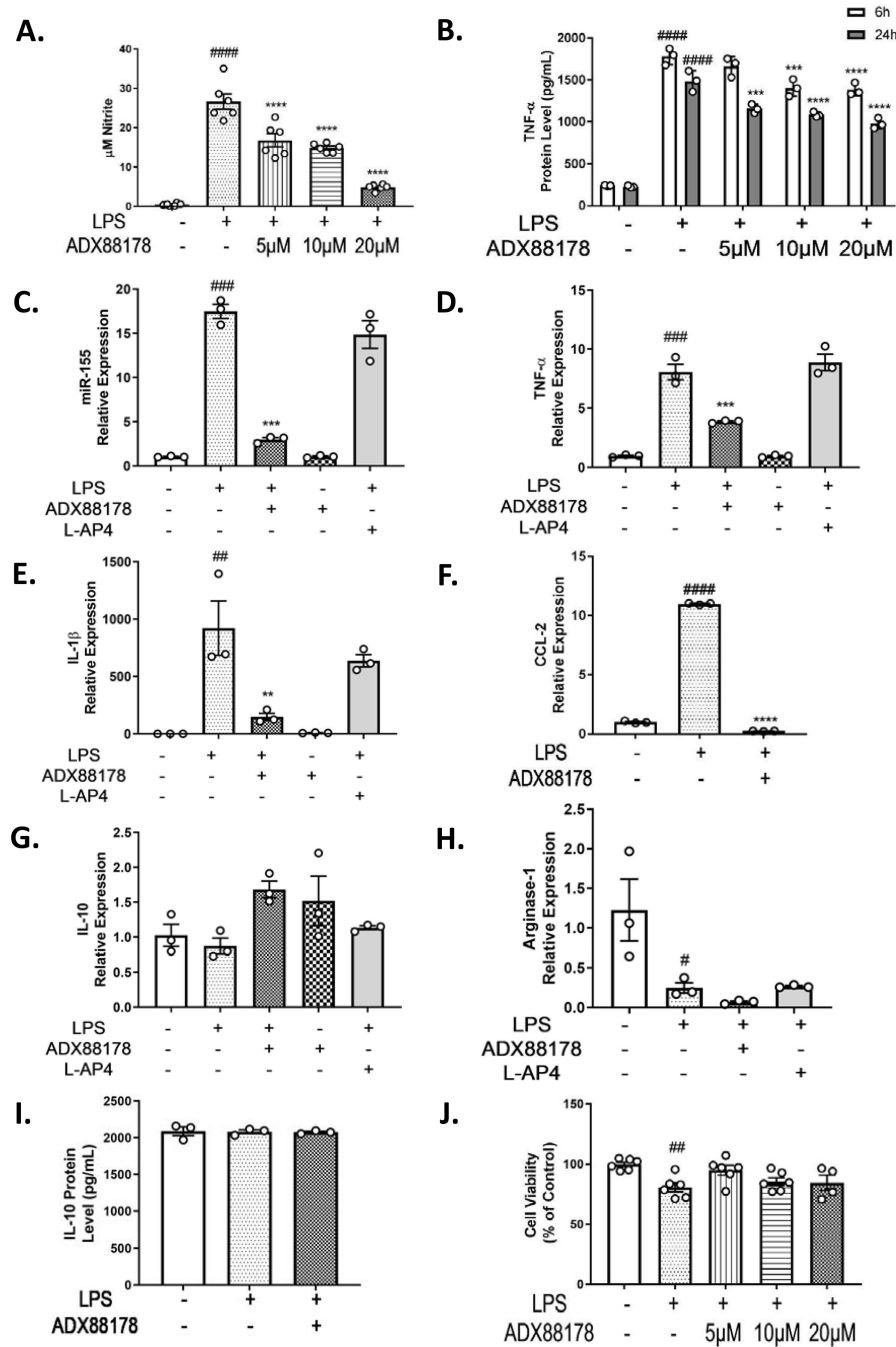 A.
####
40
30
20
10
0
μM Nitrite
****
****
****
LPS - + + + +
ADX88178 - - 5μM 10μM 20μM
B.
6h
24h
2000
1500
1000
500
0
TNF-α
Protein Level (pg/mL)
####
####
***
***
****
****
****
LPS - + + + +
ADX88178 - - 5μM 10μM 20μM
C.
20
15
10
5
0
miR-155
Relative Expression
###
***
LPS - + + - +
ADX88178 - - + + -
L-AP4 - - - - +
D.
15
10
5
0
TNF-α
Relative Expression
###
***
LPS - + + - +
ADX88178 - - + + -
L-AP4 - - - - +
E.
1500
1000
500
0
IL-1β
Relative Expression
##
**
LPS - + + - +
ADX88178 - - + + -
L-AP4 - - - - +
F.
15
10
5
0
CCL-2
Relative Expression
####
****
LPS - + +
ADX88178 - - +
G.
2.5
2.0
1.5
1.0
0.5
0.0
IL-10
Relative Expression
LPS - + + - +
ADX88178 - - + + -
L-AP4 - - - - +
H.
2.5
2.0
1.5
1.0
0.5
0.0
Arginase-1
Relative Expression
#
LPS - + + +
ADX88178 - - + -
L-AP4 - - - +
I.
2500
2000
1500
1000
500
0
IL-10 Protein
Level (pg/mL)
LPS - + +
ADX88178 - - +
J.
150
100
50
0
Cell Viability
(% of Control)
##
LPS - + + + +
ADX88178 - - 5μM 10μM 20μM